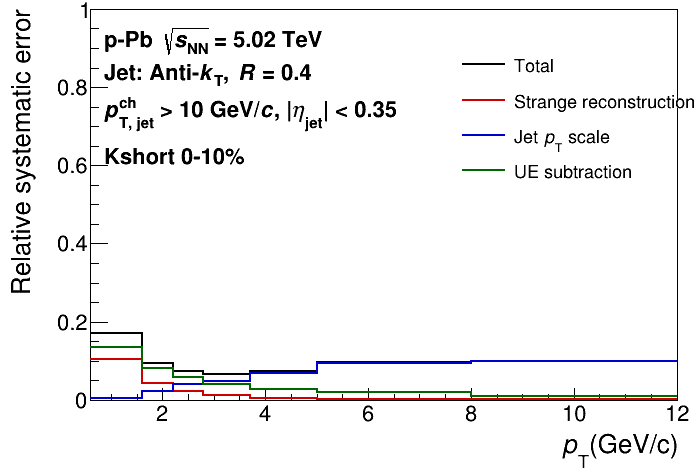 Relative systematic error
1
0.8
0.6
0.4
0.2
0
p-Pb √sNN = 5.02 TeV
Jet: Anti-kT, R = 0.4
p^ch_T, jet > 10 GeV/c, |η_jet| < 0.35
Kshort 0-10%
Total
Strange reconstruction
Jet pT scale
UE subtraction
2 4 6 8 10 12
pT(GeV/c)